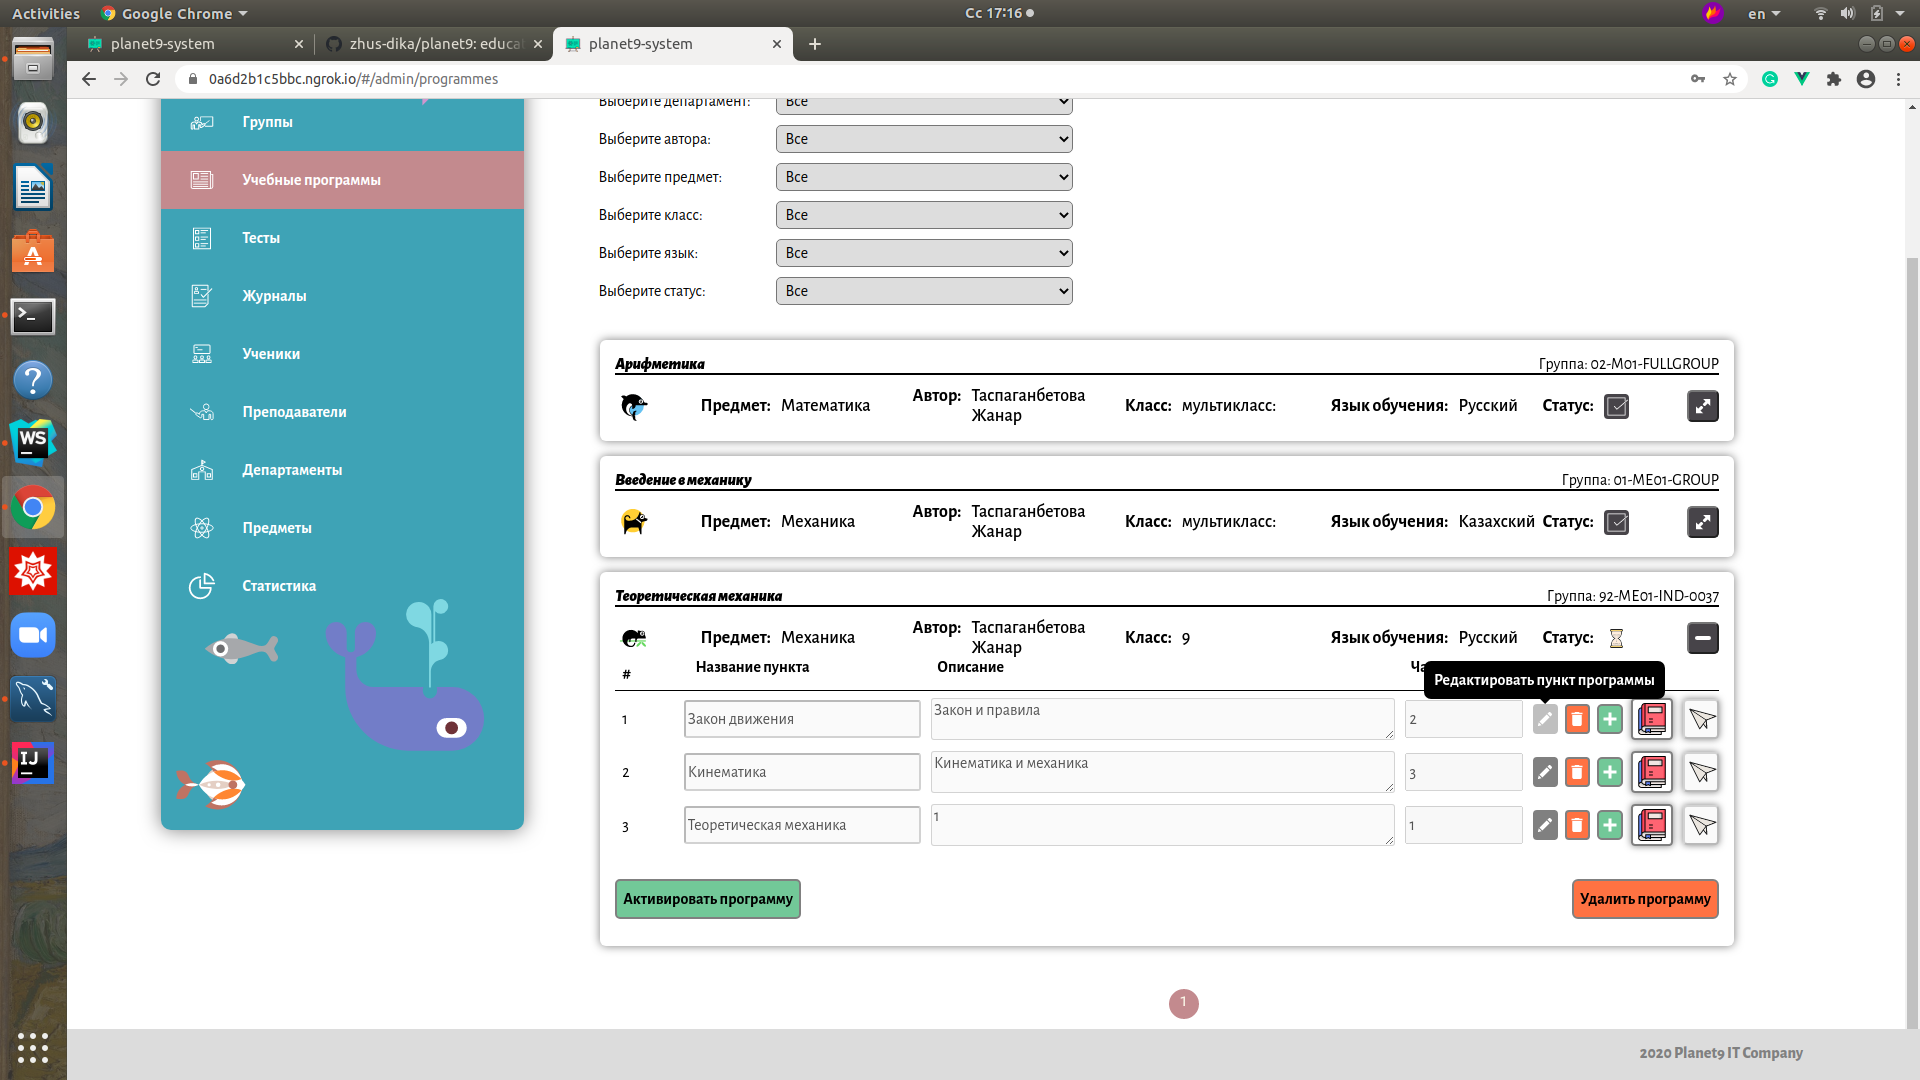 Activities
Google Chrome
Сс 17:16
en
planet9-system
zhus-dika/planet9: educa
planet9-system
0a6d2b1c5bbc.ngrok.io/#/admin/programmes
Группы
Учебные программы
Тесты
Журналы
Ученики
Преподаватели
Департаменты
Предметы
Статистика
Выберите департамент: Все
Выберите автора: Все
Выберите предмет: Все
Выберите класс: Все
Выберите язык: Все
Выберите статус: Все
Арифметика Группа: 02-M01-FULLGROUP
Предмет: Математика Автор: Таспаганбетова Жанар Класс: мультикласс: Язык обучения: Русский Статус:
Введение в механику Группа: 01-ME01-GROUP
Предмет: Механика Автор: Таспаганбетова Жанар Класс: мультикласс: Язык обучения: Казахский Статус:
Теоретическая механика Группа: 92-ME01-IND-0037
Предмет: Механика Автор: Таспаганбетова Жанар Класс: 9 Язык обучения: Русский Статус:
# Название пункта Описание
Редактировать пункт программы
1 Закон движения Закон и правила 2
2 Кинематика Кинематика и механика 3
3 Теоретическая механика 1 1
Активировать программу Удалить программу
1
2020 Planet9 IT Company
WS
IJ